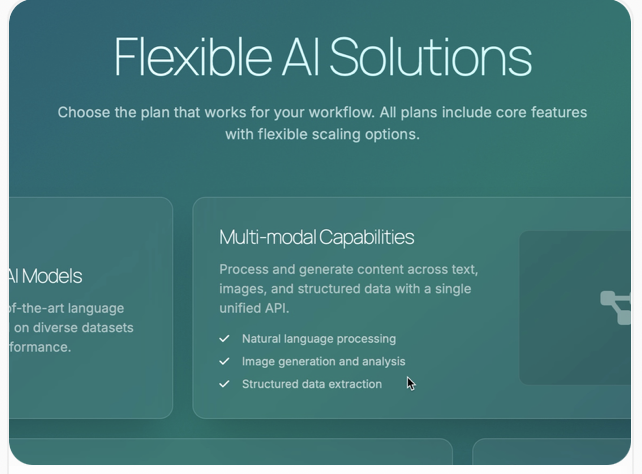 Flexible AI Solutions
Choose the plan that works for your workflow. All plans include core features
with flexible scaling options.
AI Models
of-the-art language
on diverse datasets
formance.
Multi-modal Capabilities
Process and generate content across text,
images, and structured data with a single
unified API.
Natural language processing
Image generation and analysis
Structured data extraction